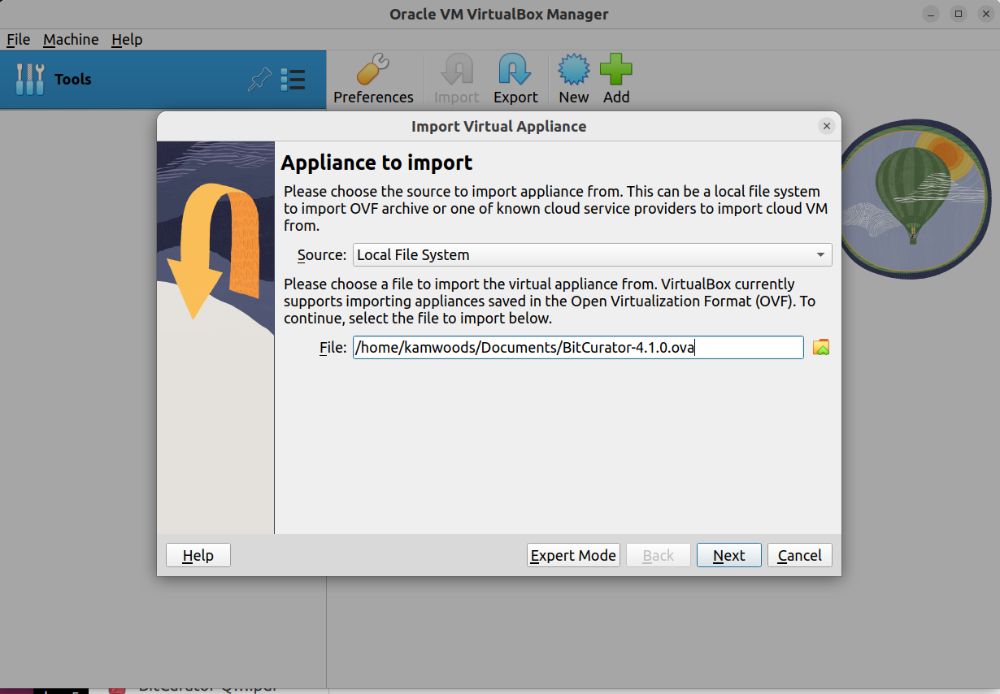 Oracle VM VirtualBox Manager
File Machine Help
Tools
Preferences Import Export New Add
Import Virtual Appliance
Appliance to import
Please choose the source to import appliance from. This can be a local file system
to import OVF archive or one of known cloud service providers to import cloud VM
from.
Source: Local File System
Please choose a file to import the virtual appliance from. VirtualBox currently
supports importing appliances saved in the Open Virtualization Format (OVF). To
continue, select the file to import below.
File: /home/kamwoods/Documents/BitCurator-4.1.0.ova
Help Expert Mode Back Next Cancel